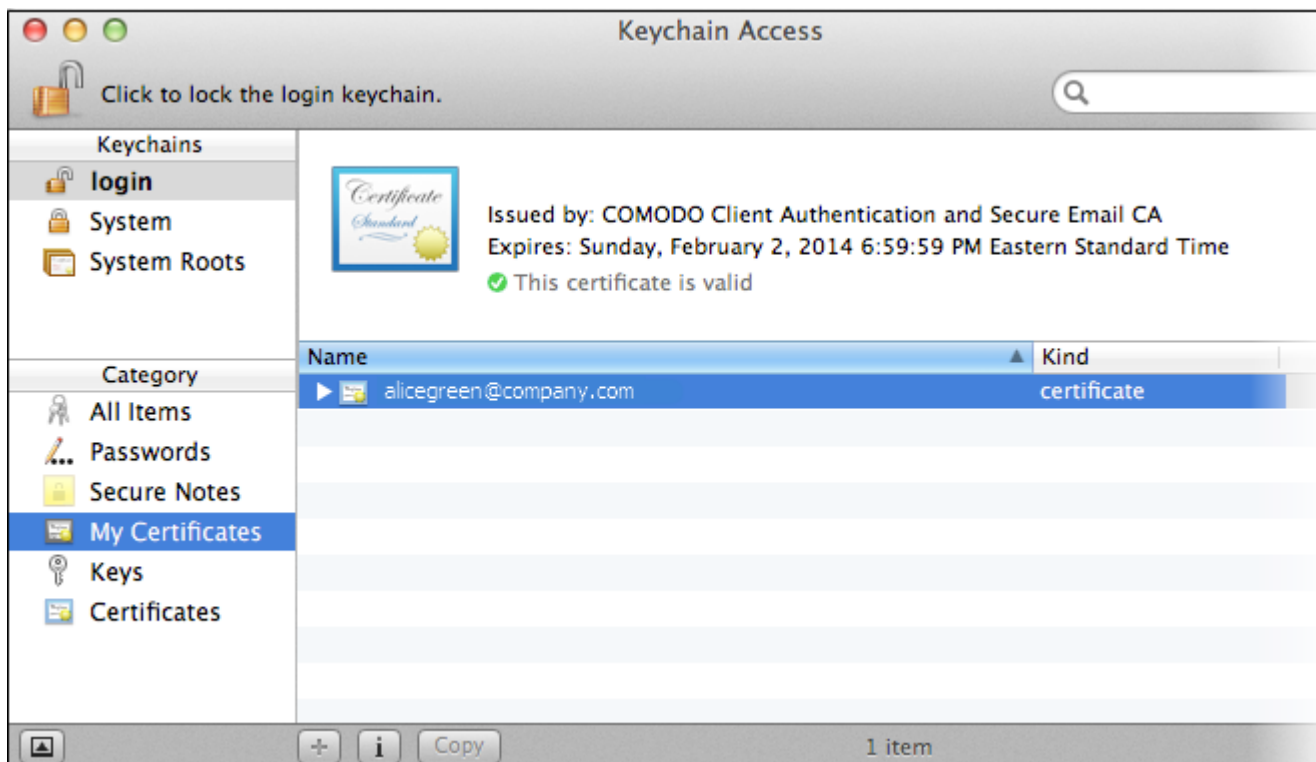 Keychain Access
Click to lock the login keychain.
Keychains
login
System
System Roots
Certificate
Standard
Issued by: COMODO Client Authentication and Secure Email CA
Expires: Sunday, February 2, 2014 6:59:59 PM Eastern Standard Time
This certificate is valid
Name
Kind
alicegreen@company.com
certificate
Category
All Items
Passwords
Secure Notes
My Certificates
Keys
Certificates
Copy
1 item